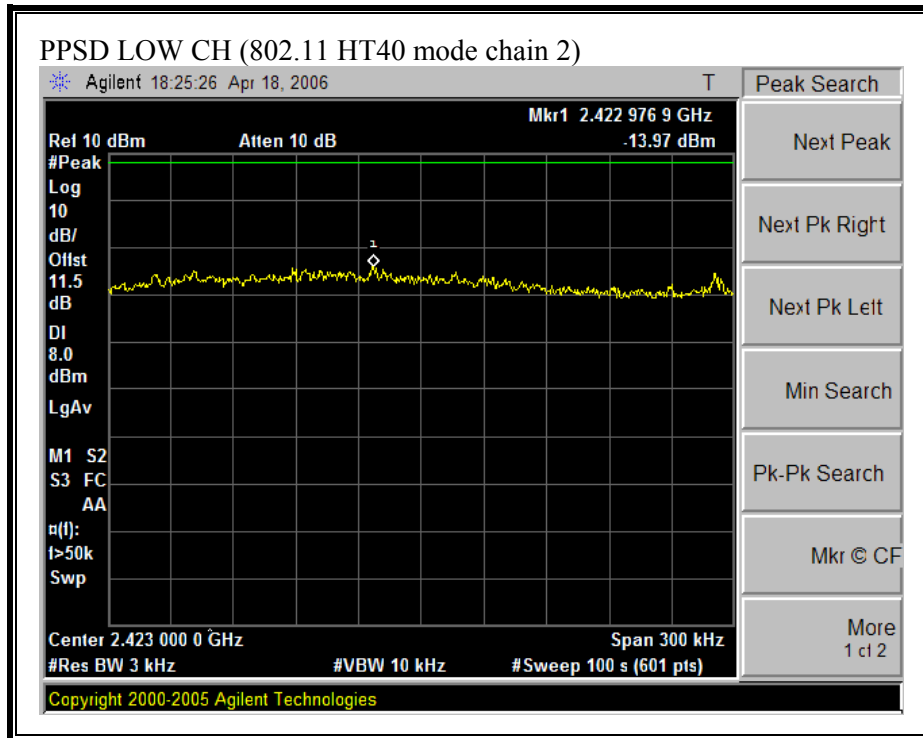 PPSD LOW CH (802.11 HT40 mode chain 2)
Agilent 18:25:26 Apr 18, 2006 T
Peak Search
Mkr1 2.422 976 9 GHz
Ref 10 dBm Atten 10 dB -13.97 dBm
#Peak
Log
10
dB/
Offst
11.5
dB
DI
8.0
dBm
LgAv
M1 S2
S3 FC
AA
¤(f):
f>50k
Swp
1
Center 2.423 000 0 GHz Span 300 kHz
#Res BW 3 kHz #VBW 10 kHz #Sweep 100 s (601 pts)
Copyright 2000-2005 Agilent Technologies
Next Peak
Next Pk Right
Next Pk Left
Min Search
Pk-Pk Search
Mkr © CF
More
1 of 2